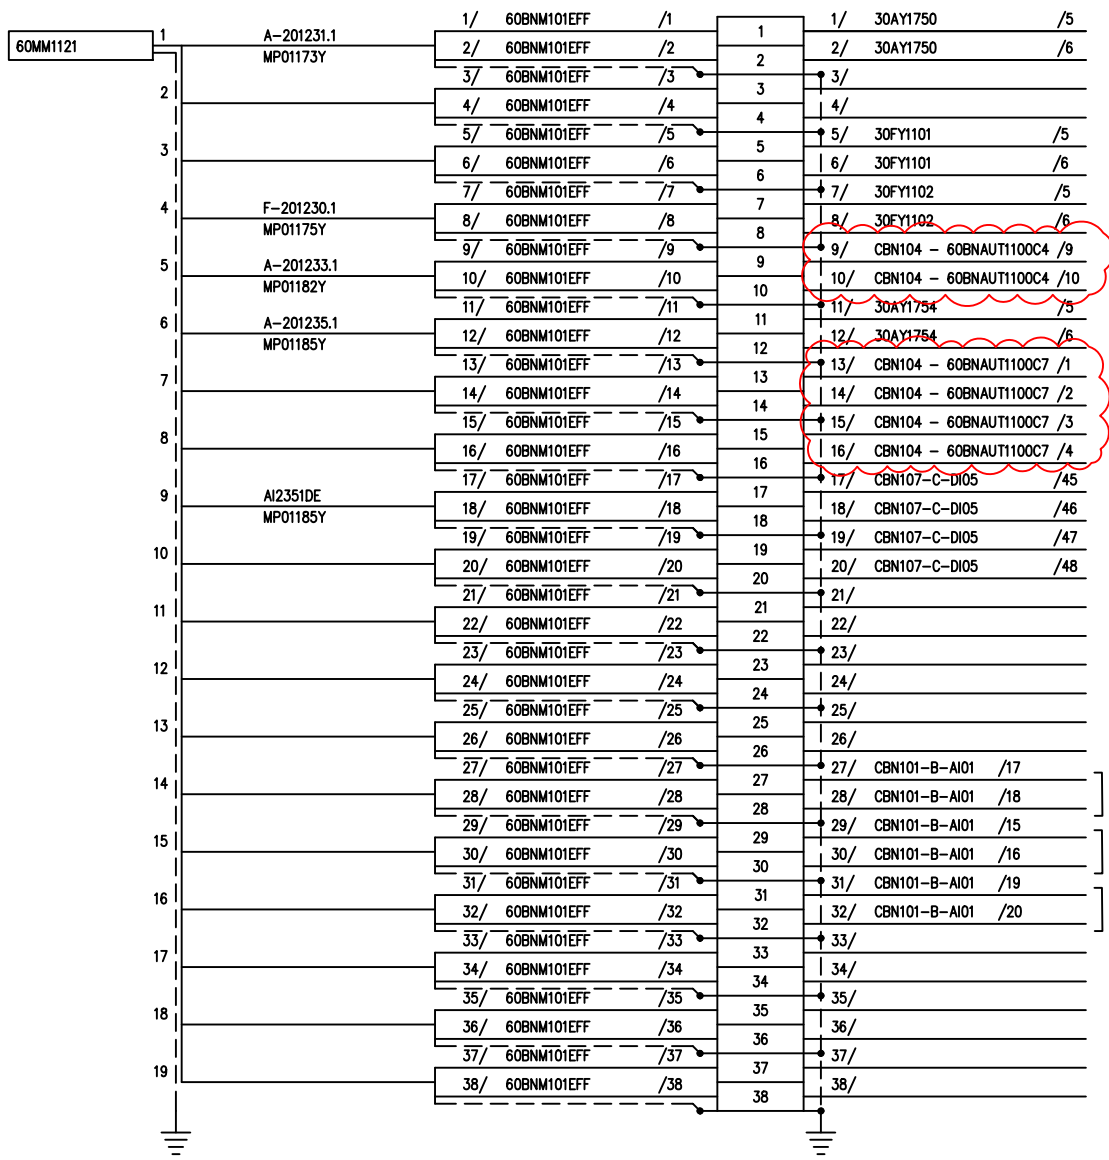 1/ 60BNM101EFF /1 1 1/ 30AY1750 /5
60MM1121 1 A-201231.1 2/ 60BNM101EFF /2 2 2/ 30AY1750 /6
MP01173Y
3/ 60BNM101EFF /3 3 3/
2 4/ 60BNM101EFF /4 4 4/
5/ 60BNM101EFF /5 5 5/ 30FY1101 /5
3 6/ 60BNM101EFF /6 6 6/ 30FY1101 /6
7/ 60BNM101EFF /7 7 7/ 30FY1102 /5
4 F-201230.1 8/ 60BNM101EFF /8 8 8/ 30FY1102 /6
MP01175Y
9/ 60BNM101EFF /9 9 9/ CBN104 - 60BNAUT1100C4 /9
5 A-201233.1 10/ 60BNM101EFF /10 10 10/ CBN104 - 60BNAUT1100C4 /10
MP01182Y
11/ 60BNM101EFF /11 11 11/ 30AY1754 /5
6 A-201235.1 12/ 60BNM101EFF /12 12 12/ 30AY1754 /6
MP01185Y
13/ 60BNM101EFF /13 13 13/ CBN104 - 60BNAUT1100C7 /1
7 14/ 60BNM101EFF /14 14 14/ CBN104 - 60BNAUT1100C7 /2
15/ 60BNM101EFF /15 15 15/ CBN104 - 60BNAUT1100C7 /3
8 16/ 60BNM101EFF /16 16 16/ CBN104 - 60BNAUT1100C7 /4
17/ 60BNM101EFF /17 17 17/ CBN107-C-DI05 /45
9 AI2351DE 18/ 60BNM101EFF /18 18 18/ CBN107-C-DI05 /46
MP01185Y
19/ 60BNM101EFF /19 19 19/ CBN107-C-DI05 /47
10 20/ 60BNM101EFF /20 20 20/ CBN107-C-DI05 /48
21/ 60BNM101EFF /21 21 21/
11 22/ 60BNM101EFF /22 22 22/
23/ 60BNM101EFF /23 23 23/
12 24/ 60BNM101EFF /24 24 24/
25/ 60BNM101EFF /25 25 25/
13 26/ 60BNM101EFF /26 26 26/
27/ 60BNM101EFF /27 27 27/ CBN101-B-AI01 /17
14 28/ 60BNM101EFF /28 28 28/ CBN101-B-AI01 /18
29/ 60BNM101EFF /29 29 29/ CBN101-B-AI01 /15
15 30/ 60BNM101EFF /30 30 30/ CBN101-B-AI01 /16
31/ 60BNM101EFF /31 31 31/ CBN101-B-AI01 /19
16 32/ 60BNM101EFF /32 32 32/ CBN101-B-AI01 /20
33/ 60BNM101EFF /33 33 33/
17 34/ 60BNM101EFF /34 34 34/
35/ 60BNM101EFF /35 35 35/
18 36/ 60BNM101EFF /36 36 36/
37/ 60BNM101EFF /37 37 37/
19 38/ 60BNM101EFF /38 38 38/